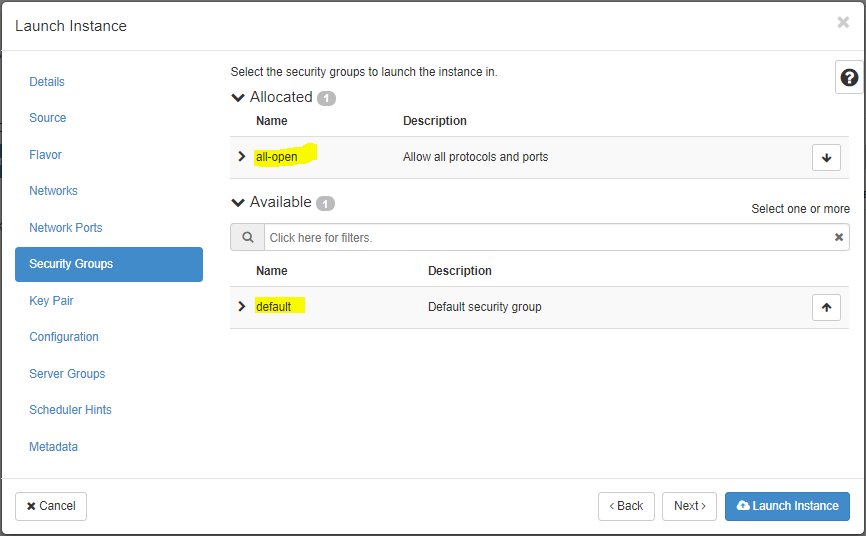 Launch Instance
Details
Source
Flavor
Networks
Network Ports
Security Groups
Key Pair
Configuration
Server Groups
Scheduler Hints
Metadata
Select the security groups to launch the instance in.
Allocated 1
Name Description
all-open Allow all protocols and ports
Available 1
Select one or more
Click here for filters.
Name Description
default Default security group
Cancel
Back
Next
Launch Instance